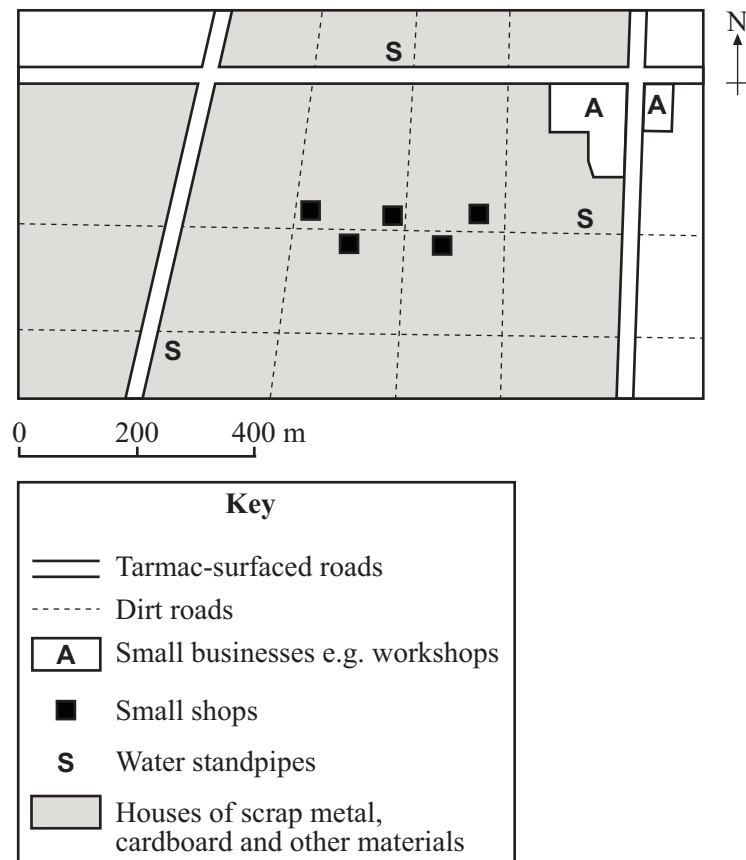 N
S
A
A
S
S
0 200 400 m
Key
Tarmac-surfaced roads
Dirt roads
A Small businesses e.g. workshops
Small shops
S Water standpipes
Houses of scrap metal,
cardboard and other materials